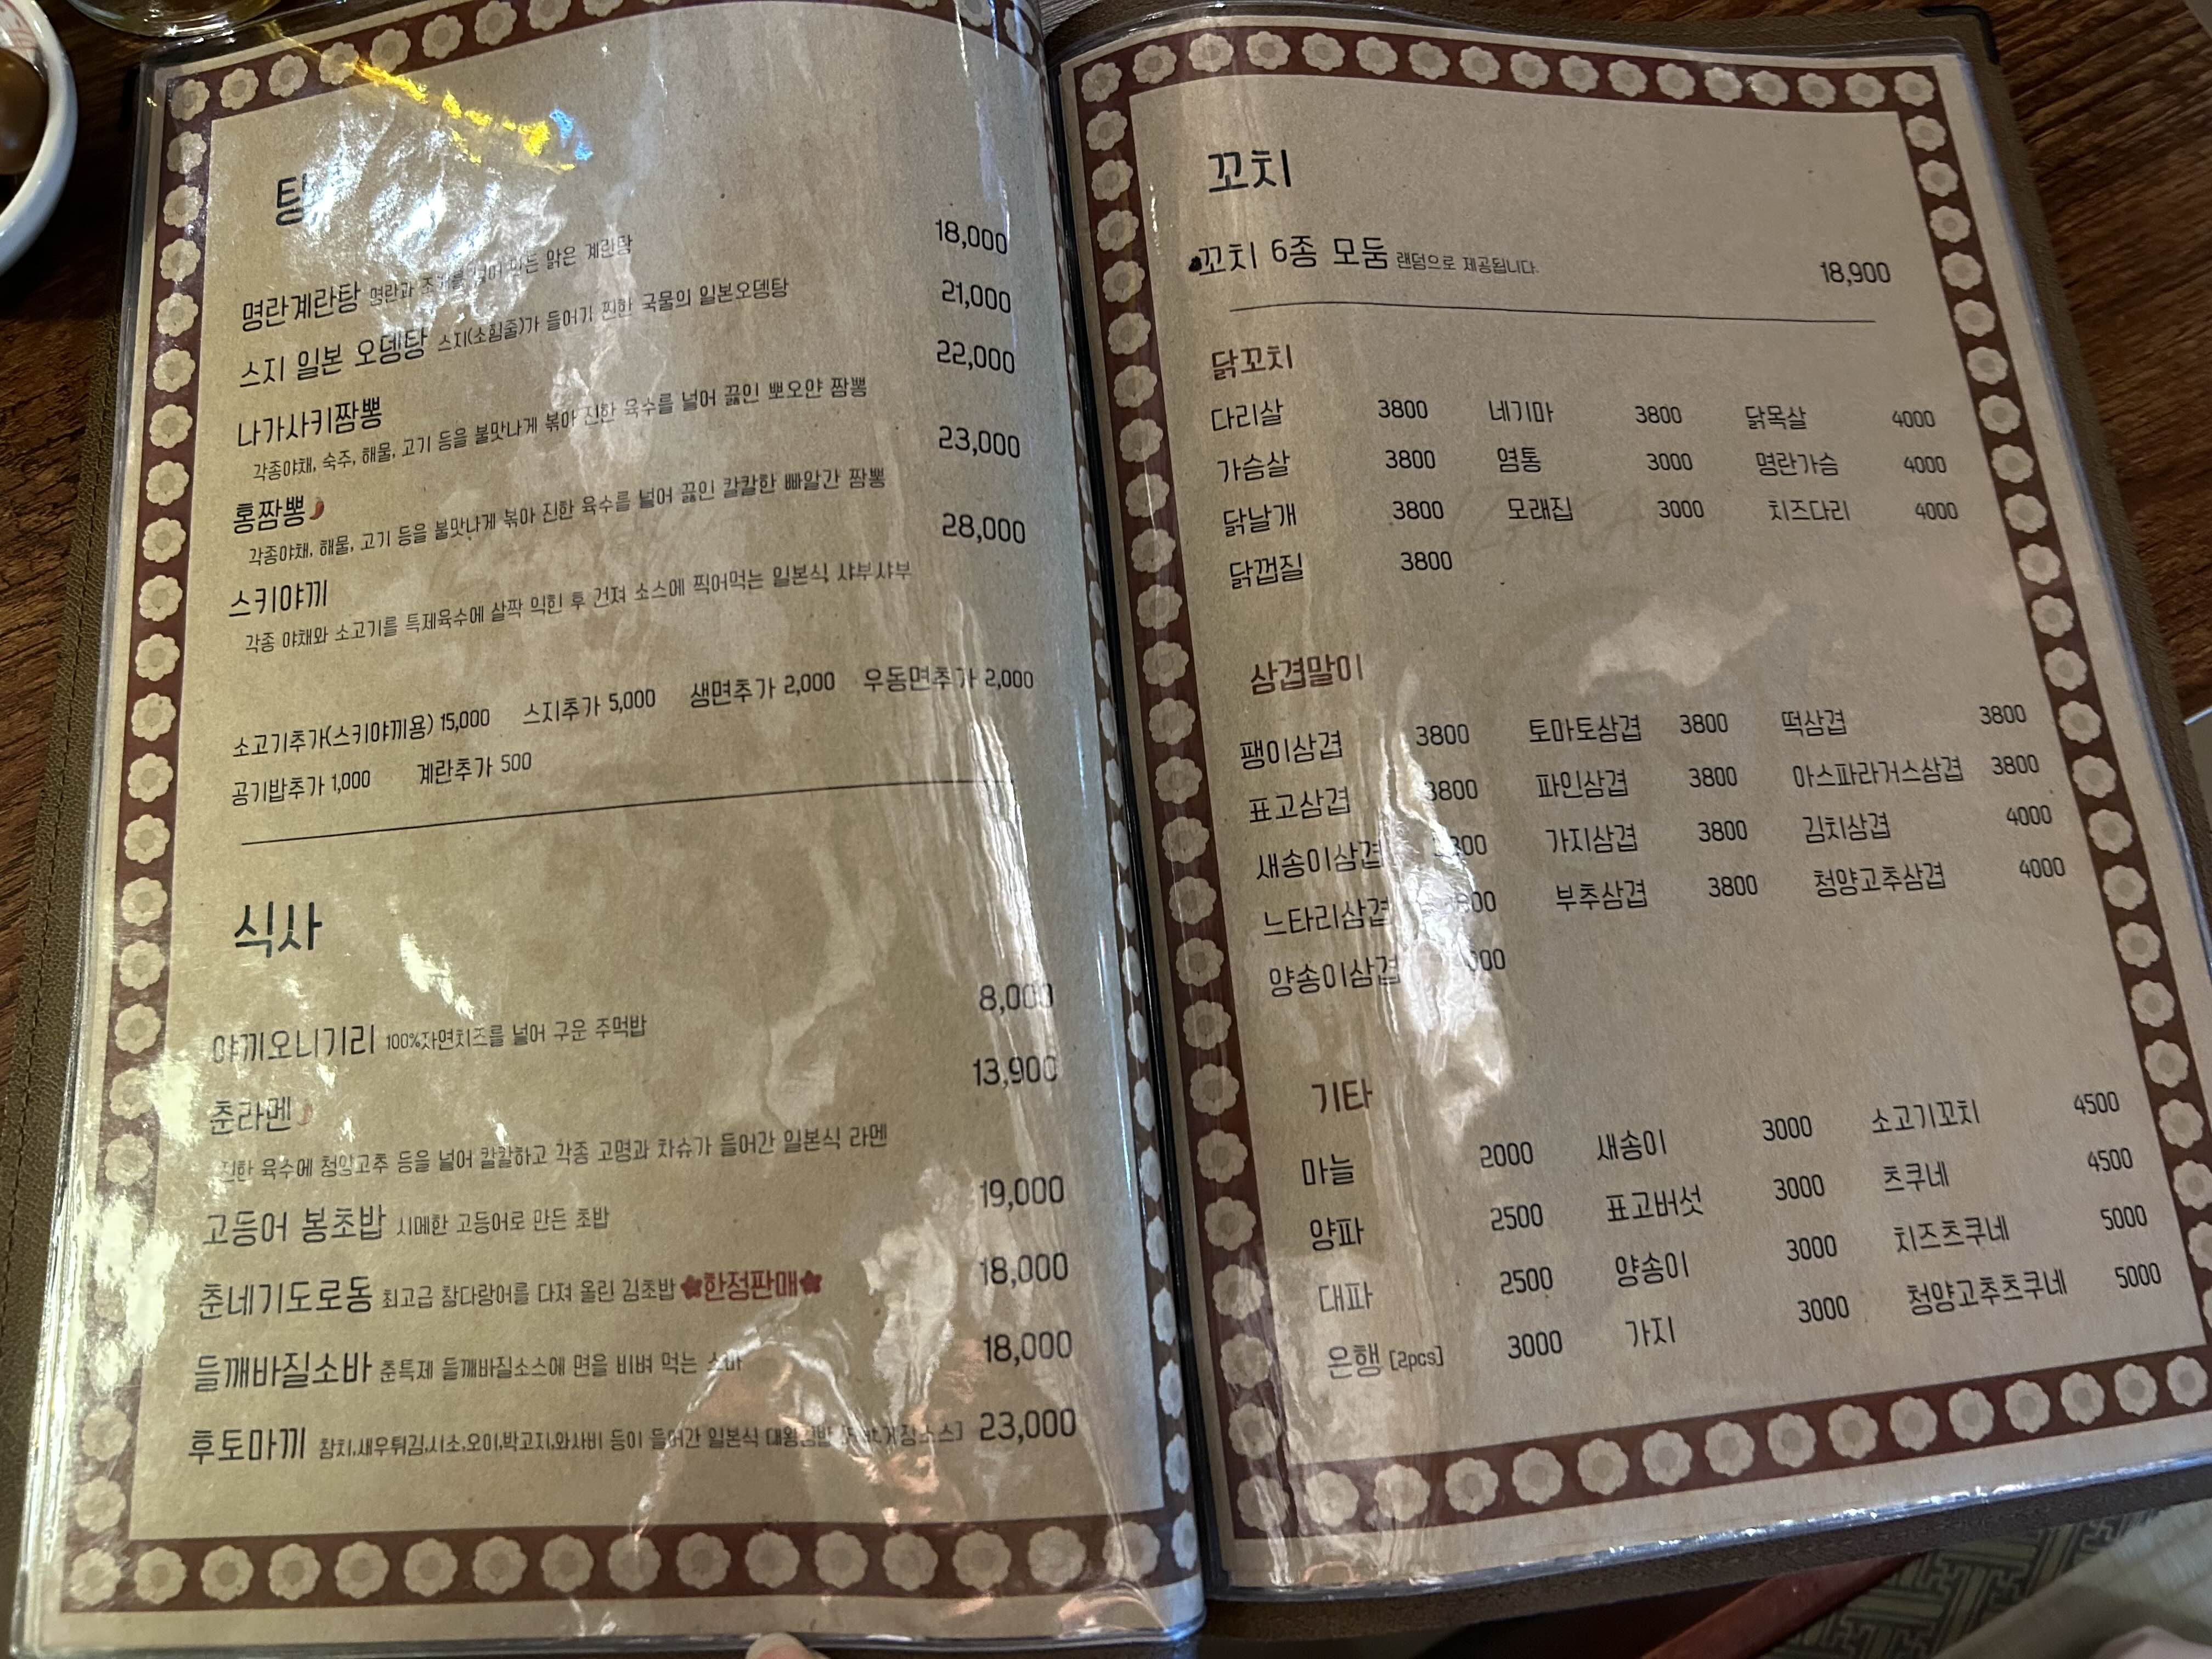 탕
명란계란탕 명란과 조개를 넣어 만든 맑은 계란탕 18,000
스지 일본 오뎅탕 스지(소힘줄)가 들어가 찐한 국물의 일본오뎅탕 21,000
나가사키짬뽕 22,000
각종야채, 숙주, 해물, 고기 등을 불맛나게 볶아 진한 육수를 넣어 끓인 뽀오얀 짬뽕
홍짬뽕 23,000
각종야채, 해물, 고기 등을 불맛나게 볶아 진한 육수를 넣어 끓인 칼칼한 빠알간 짬뽕
스키야끼 28,000
각종 야채와 소고기를 특제육수에 살짝 익힌 후 건져 소스에 찍어먹는 일본식 샤부샤부
소고기추가(스키야끼용) 15,000 스지추가 5,000 생면추가 2,000 우동면추가 2,000
공기밥추가 1,000 계란추가 500
식사
야끼오니기리 100%자연치즈를 넣어 구운 주먹밥 8,000
춘라멘 13,900
진한 육수에 청양고추 등을 넣어 칼칼하고 각종 고명과 차슈가 들어간 일본식 라멘
고등어 봉초밥 시메한 고등어로 만든 초밥 19,000
춘네기도로동 최고급 참다랑어를 다져 올린 김초밥 한정판매 18,000
들깨바질소바 춘특제 들깨바질소스에 면을 비벼 먹는 소바 18,000
후토마끼 참치,새우튀김,시소,오이,박고지,와사비 등이 들어간 일본식 대왕김밥 23,000
꼬치
꼬치 6종 모둠 랜덤으로 제공됩니다. 18,900
닭꼬치
다리살 3800 네기마 3800 닭목살 4000
가슴살 3800 염통 3000 명란가슴 4000
닭날개 3800 모래집 3000 치즈다리 4000
닭껍질 3800
삼겹말이
팽이삼겹 3800 토마토삼겹 3800 떡삼겹 3800
표고삼겹 3800 파인삼겹 3800 아스파라거스삼겹 3800
새송이삼겹 가지삼겹 3800 김치삼겹 4000
느타리삼겹 부추삼겹 3800 청양고추삼겹 4000
양송이삼겹
기타
마늘 2000 새송이 3000 소고기꼬치 4500
양파 2500 표고버섯 3000 츠쿠네 4500
대파 2500 양송이 3000 치즈츠쿠네 5000
은행 [2pcs] 3000 가지 3000 청양고추츠쿠네 5000